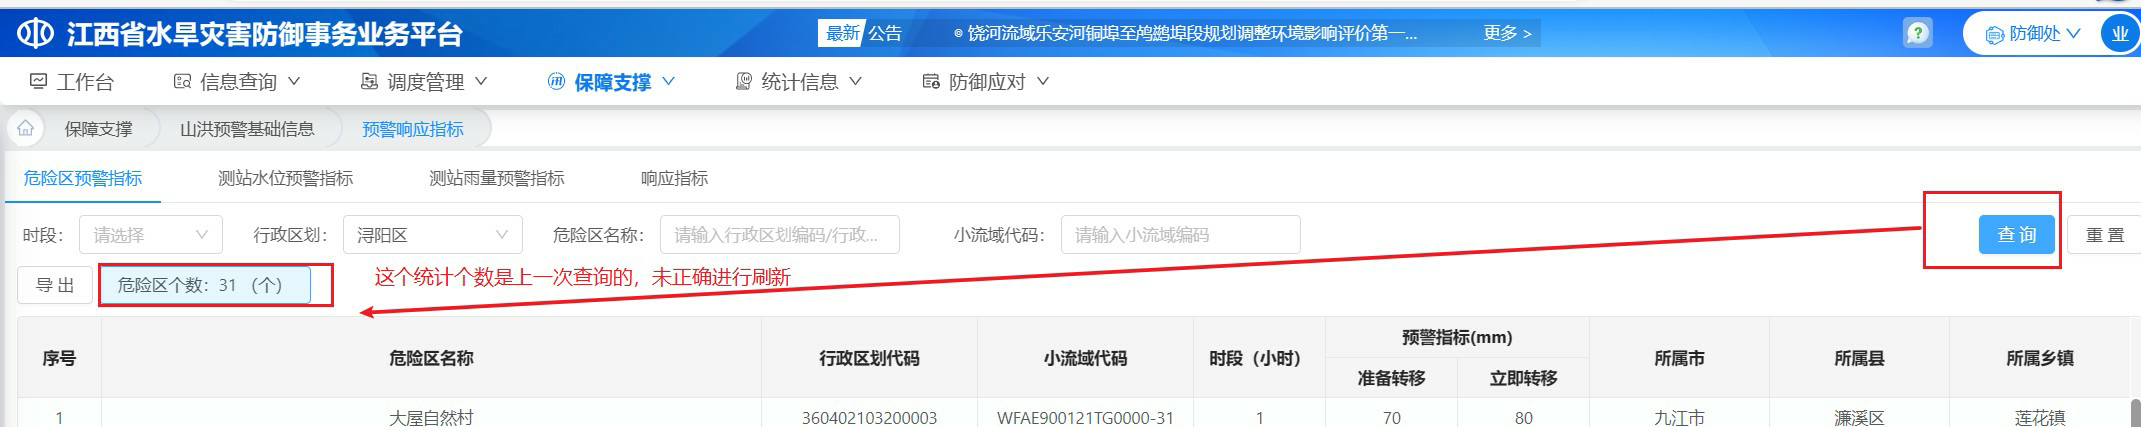 江西省水旱灾害防御事务业务平台
最新 公告 饶河流域乐安河铜埠至鸬鹚埠段规划调整环境影响评价第一... 更多 >
防御处 业
工作台 信息查询 调度管理 保障支撑 统计信息 防御应对
保障支撑 山洪预警基础信息 预警响应指标
危险区预警指标 测站水位预警指标 测站雨量预警指标 响应指标
时段： 请选择 行政区划： 浔阳区 危险区名称： 请输入行政区划编码/行政... 小流域代码： 请输入小流域编码 查 询 重 置
导 出 危险区个数：31 （个） 这个统计个数是上一次查询的，未正确进行刷新
序号 危险区名称 行政区划代码 小流域代码 时段（小时） 预警指标(mm) 所属市 所属县 所属乡镇
准备转移 立即转移
1 大屋自然村 360402103200003 WFAE900121TG0000-31 1 70 80 九江市 濂溪区 莲花镇